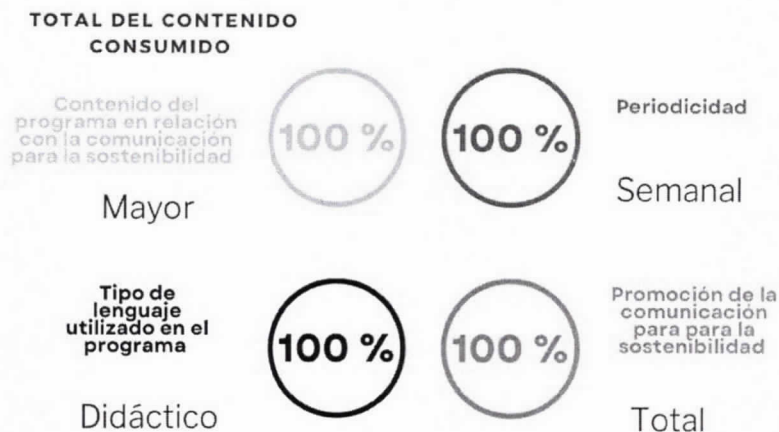 TOTAL DEL CONTENIDO
CONSUMIDO
Contenido del
programa en relación
con la comunicación
para la sostenibilidad
100 %
Mayor
100 %
Periodicidad
Semanal
Tipo de
lenguaje
utilizado en el
programa
100 %
Didáctico
100 %
Promoción de la
comunicación
para para la
sostenibilidad
Total